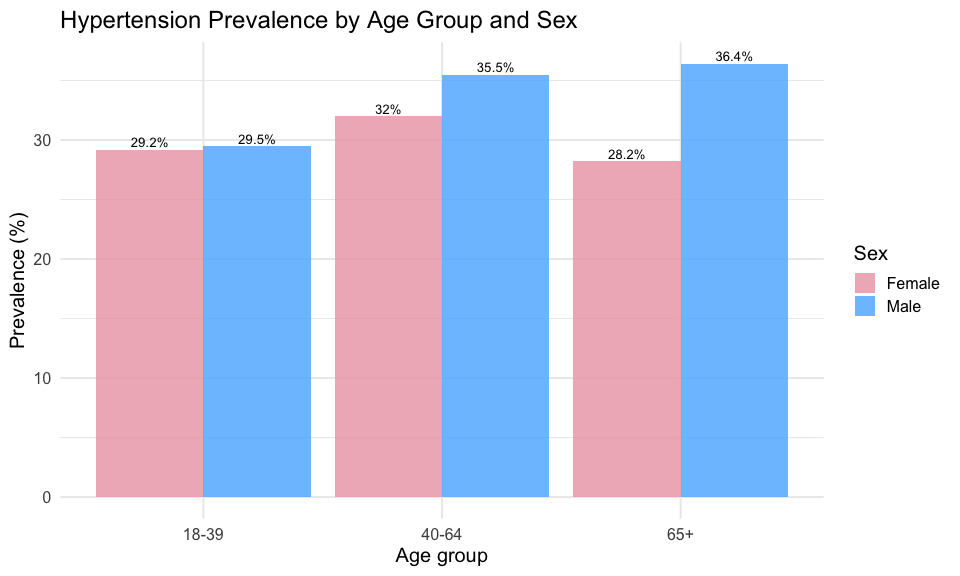 Hypertension Prevalence by Age Group and Sex
Prevalence (%)
30
20
10
0
29.2%
29.5%
32%
35.5%
28.2%
36.4%
18-39
40-64
65+
Age group
Sex
Female
Male